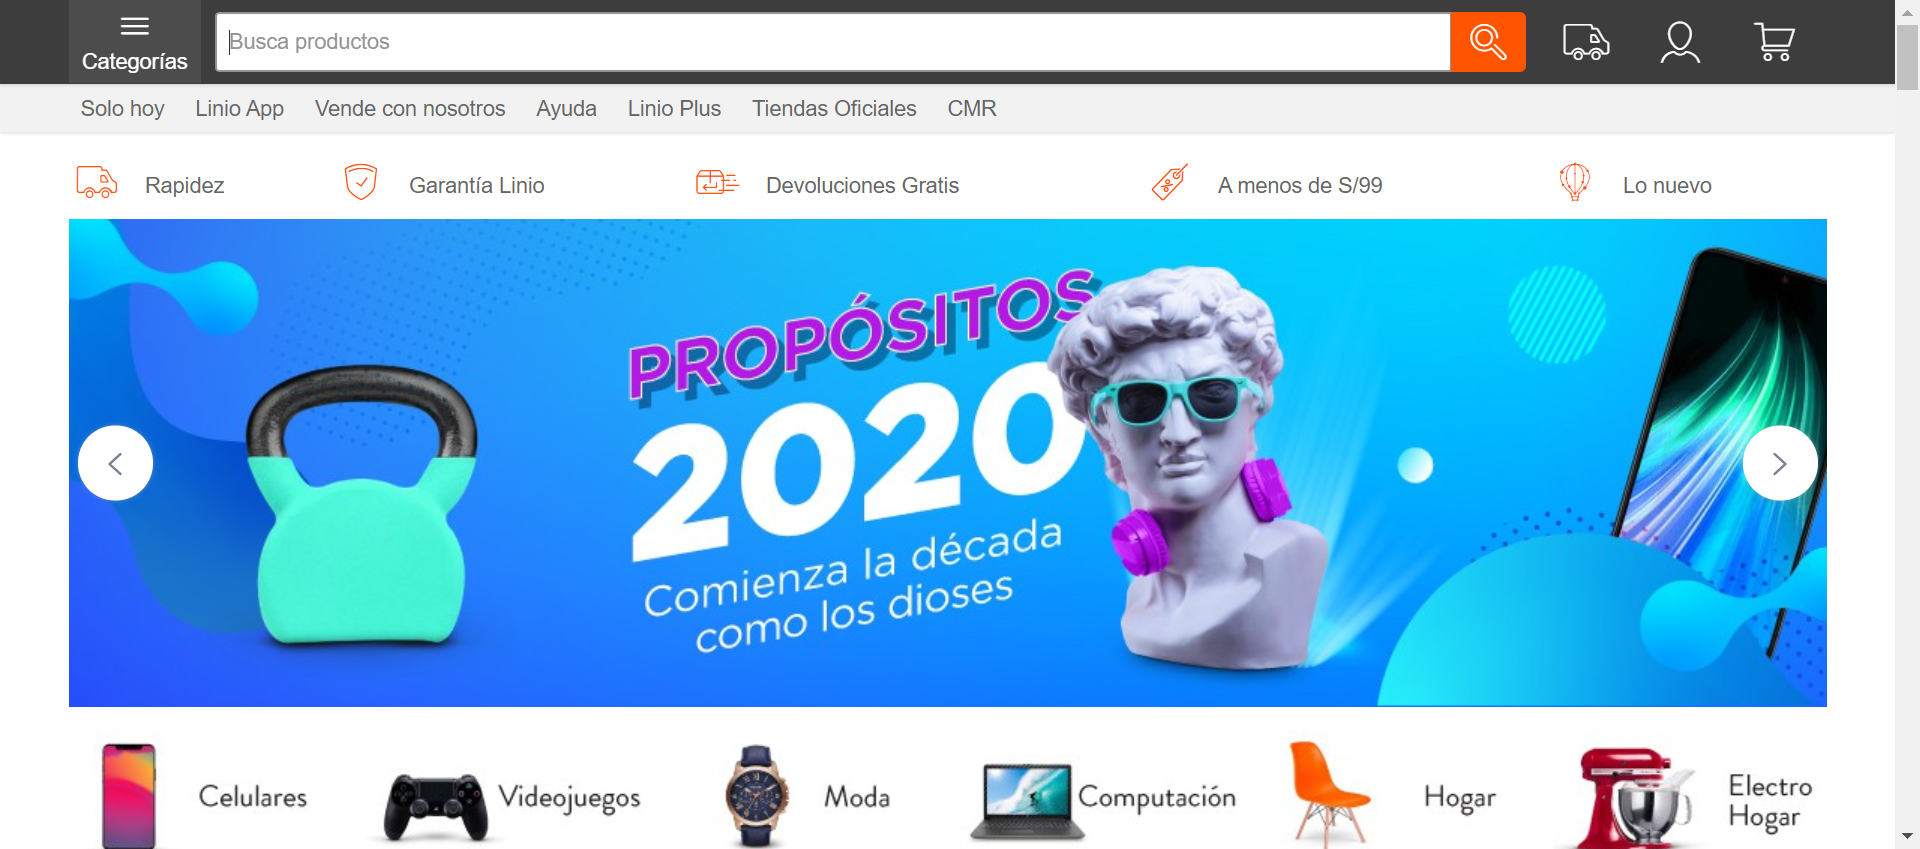 Categorías
Busca productos
Solo hoy Linio App Vende con nosotros Ayuda Linio Plus Tiendas Oficiales CMR
Rapidez Garantía Linio Devoluciones Gratis A menos de S/99 Lo nuevo
PROPÓSITOS
2020
Comienza la década
como los dioses
Celulares Videojuegos Moda Computación Hogar Electro
Hogar